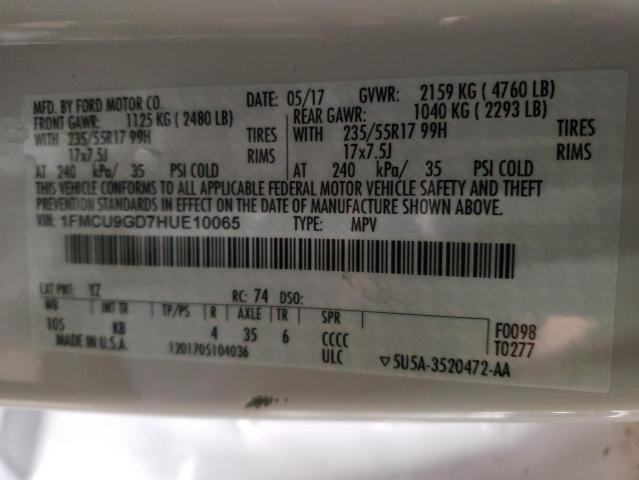 MFD. BY FORD MOTOR CO. DATE: 05/17 GVWR: 2159 KG ( 4760 LB)
FRONT GAWR: 1125 KG ( 2480 LB) REAR GAWR: 1040 KG ( 2293 LB)
WITH 235/55R17 99H TIRES WITH 235/55R17 99H TIRES
17x7.5J RIMS 17x7.5J RIMS
AT 240 kPa/ 35 PSI COLD AT 240 kPa/ 35 PSI COLD
THIS VEHICLE CONFORMS TO ALL APPLICABLE FEDERAL MOTOR VEHICLE SAFETY AND THEFT
PREVENTION STANDARDS IN EFFECT ON THE DATE OF MANUFACTURE SHOWN ABOVE.
VIN: 1FMCU9GD7HUE10065 TYPE: MPV
EXT PNT: YZ RC: 74 DSO:
WB INT TR TP/PS R AXLE TR SPR
105 KB 4 35 6 CCCC F0098
MADE IN U.S.A. 1201705104036 ULC T0277
▽5U5A-3520472-AA